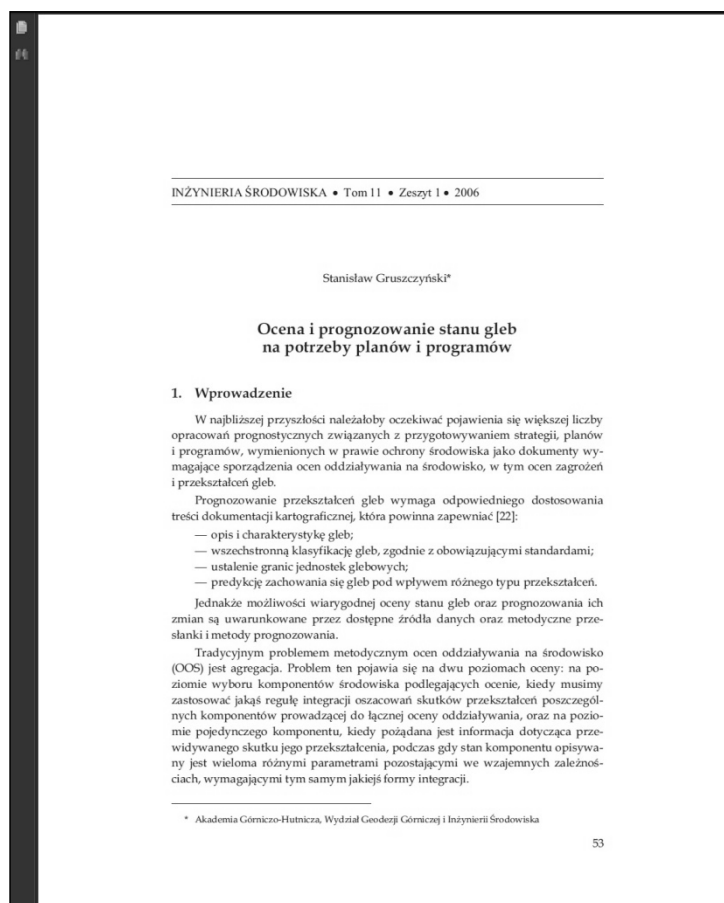 INŻYNIERIA ŚRODOWISKA • Tom 11 • Zeszyt 1 • 2006
Stanisław Gruszczyński*
Ocena i prognozowanie stanu gleb
na potrzeby planów i programów
1. Wprowadzenie
W najbliższej przyszłości należałoby oczekiwać pojawienia się większej liczby
opracowań prognostycznych związanych z przygotowywaniem strategii, planów
i programów, wymienionych w prawie ochrony środowiska jako dokumenty wy-
magające sporządzenia ocen oddziaływania na środowisko, w tym ocen zagrożeń
i przekształceń gleb.
Prognozowanie przekształceń gleb wymaga odpowiedniego dostosowania
treści dokumentacji kartograficznej, która powinna zapewniać [22]:
— opis i charakterystykę gleb;
— wszechstronną klasyfikację gleb, zgodnie z obowiązującymi standardami;
— ustalenie granic jednostek glebowych;
— predykcję zachowania się gleb pod wpływem różnego typu przekształceń.
Jednakże możliwości wiarygodnej oceny stanu gleb oraz prognozowania ich
zmian są uwarunkowane przez dostępne źródła danych oraz metodyczne prze-
słanki i metody prognozowania.
Tradycyjnym problemem metodycznym ocen oddziaływania na środowisko
(OOS) jest agregacja. Problem ten pojawia się na dwu poziomach oceny: na po-
ziomie wyboru komponentów środowiska podlegających ocenie, kiedy musimy
zastosować jakąś regułę integracji oszacowań skutków przekształceń poszczegól-
nych komponentów prowadzącej do łącznej oceny oddziaływania, oraz na pozio-
mie pojedynczego komponentu, kiedy pożądana jest informacja dotycząca prze-
widywanego skutku jego przekształcenia, podczas gdy stan komponentu opisywa-
ny jest wieloma różnymi parametrami pozostającymi we wzajemnych zależnoś-
ciach, wymagającymi tym samym jakiejś formy integracji.
* Akademia Górniczo-Hutnicza, Wydział Geodezji Górniczej i Inżynierii Środowiska
53